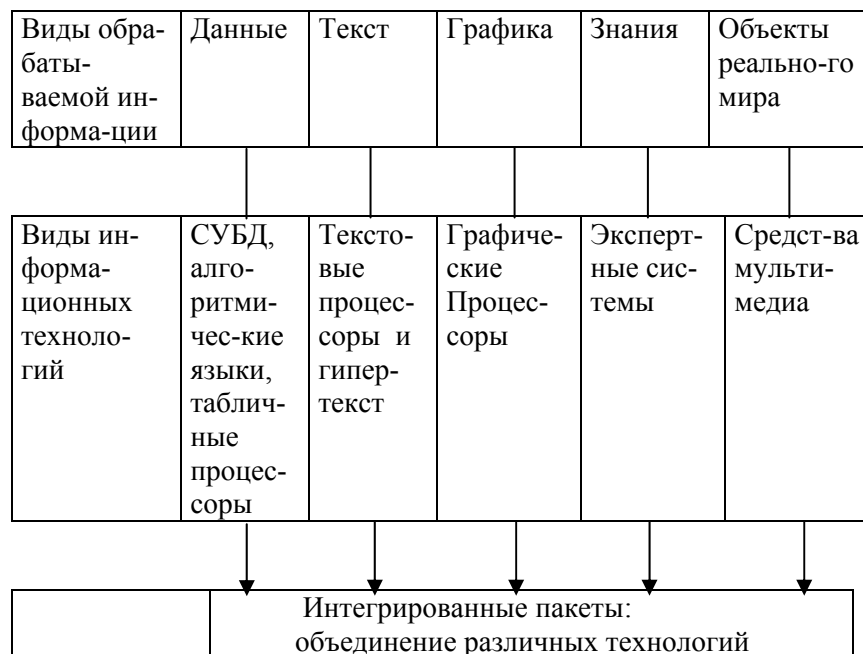 Виды обра-
баты-
ваемой ин-
форма-ции
Данные
Текст
Графика
Знания
Объекты
реально-го
мира
Виды ин-
форма-
ционных
техноло-
гий
СУБД,
алго-
ритми-
чес-кие
языки,
таблич-
ные
процес-
соры
Тексто-
вые
процес-
соры и
гипер-
текст
Графиче-
ские
Процес-
соры
Эксперт-
ные сис-
темы
Средст-ва
мульти-
медиа
Интегрированные пакеты:
объединение различных технологий